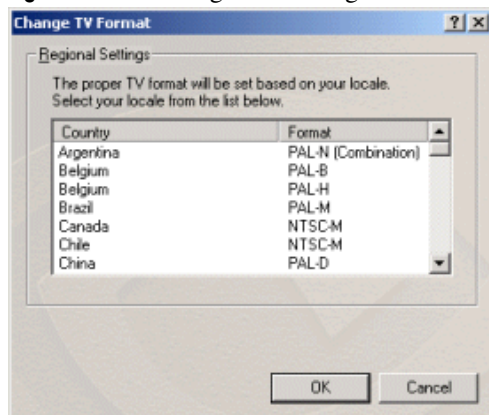 Change TV Format
Regional Settings
The proper TV format will be set based on your locale.
Select your locale from the list below.
Country Format
Argentina PAL-N (Combination)
Belgium PAL-B
Belgium PAL-H
Brazil PAL-M
Canada NTSC-M
Chile NTSC-M
China PAL-D
OK Cancel